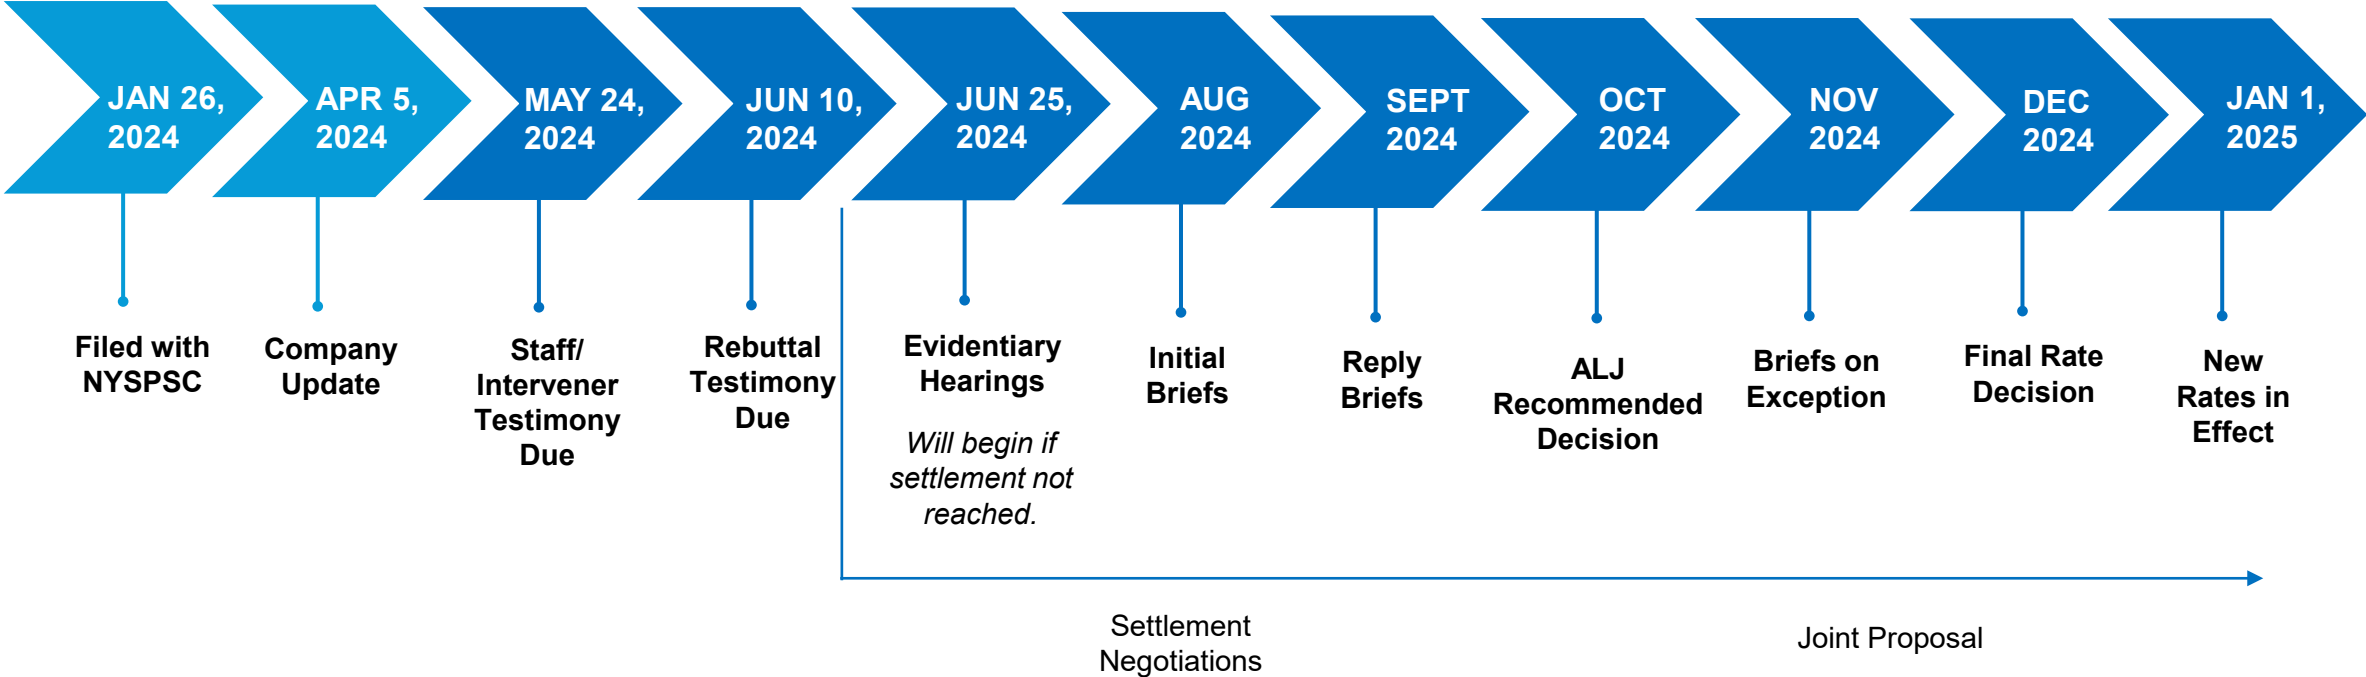 JAN 26,
2024
APR 5,
2024
MAY 24,
2024
JUN 10,
2024
JUN 25,
2024
AUG
2024
SEPT
2024
OCT
2024
NOV
2024
DEC
2024
JAN 1,
2025
Filed with
NYSPSC
Company
Update
Staff/
Intervener
Testimony
Due
Rebuttal
Testimony
Due
Evidentiary
Hearings
Will begin if
settlement not
reached.
Initial
Briefs
Reply
Briefs
ALJ
Recommended
Decision
Briefs on
Exception
Final Rate
Decision
New
Rates in
Effect
Settlement
Negotiations
Joint Proposal